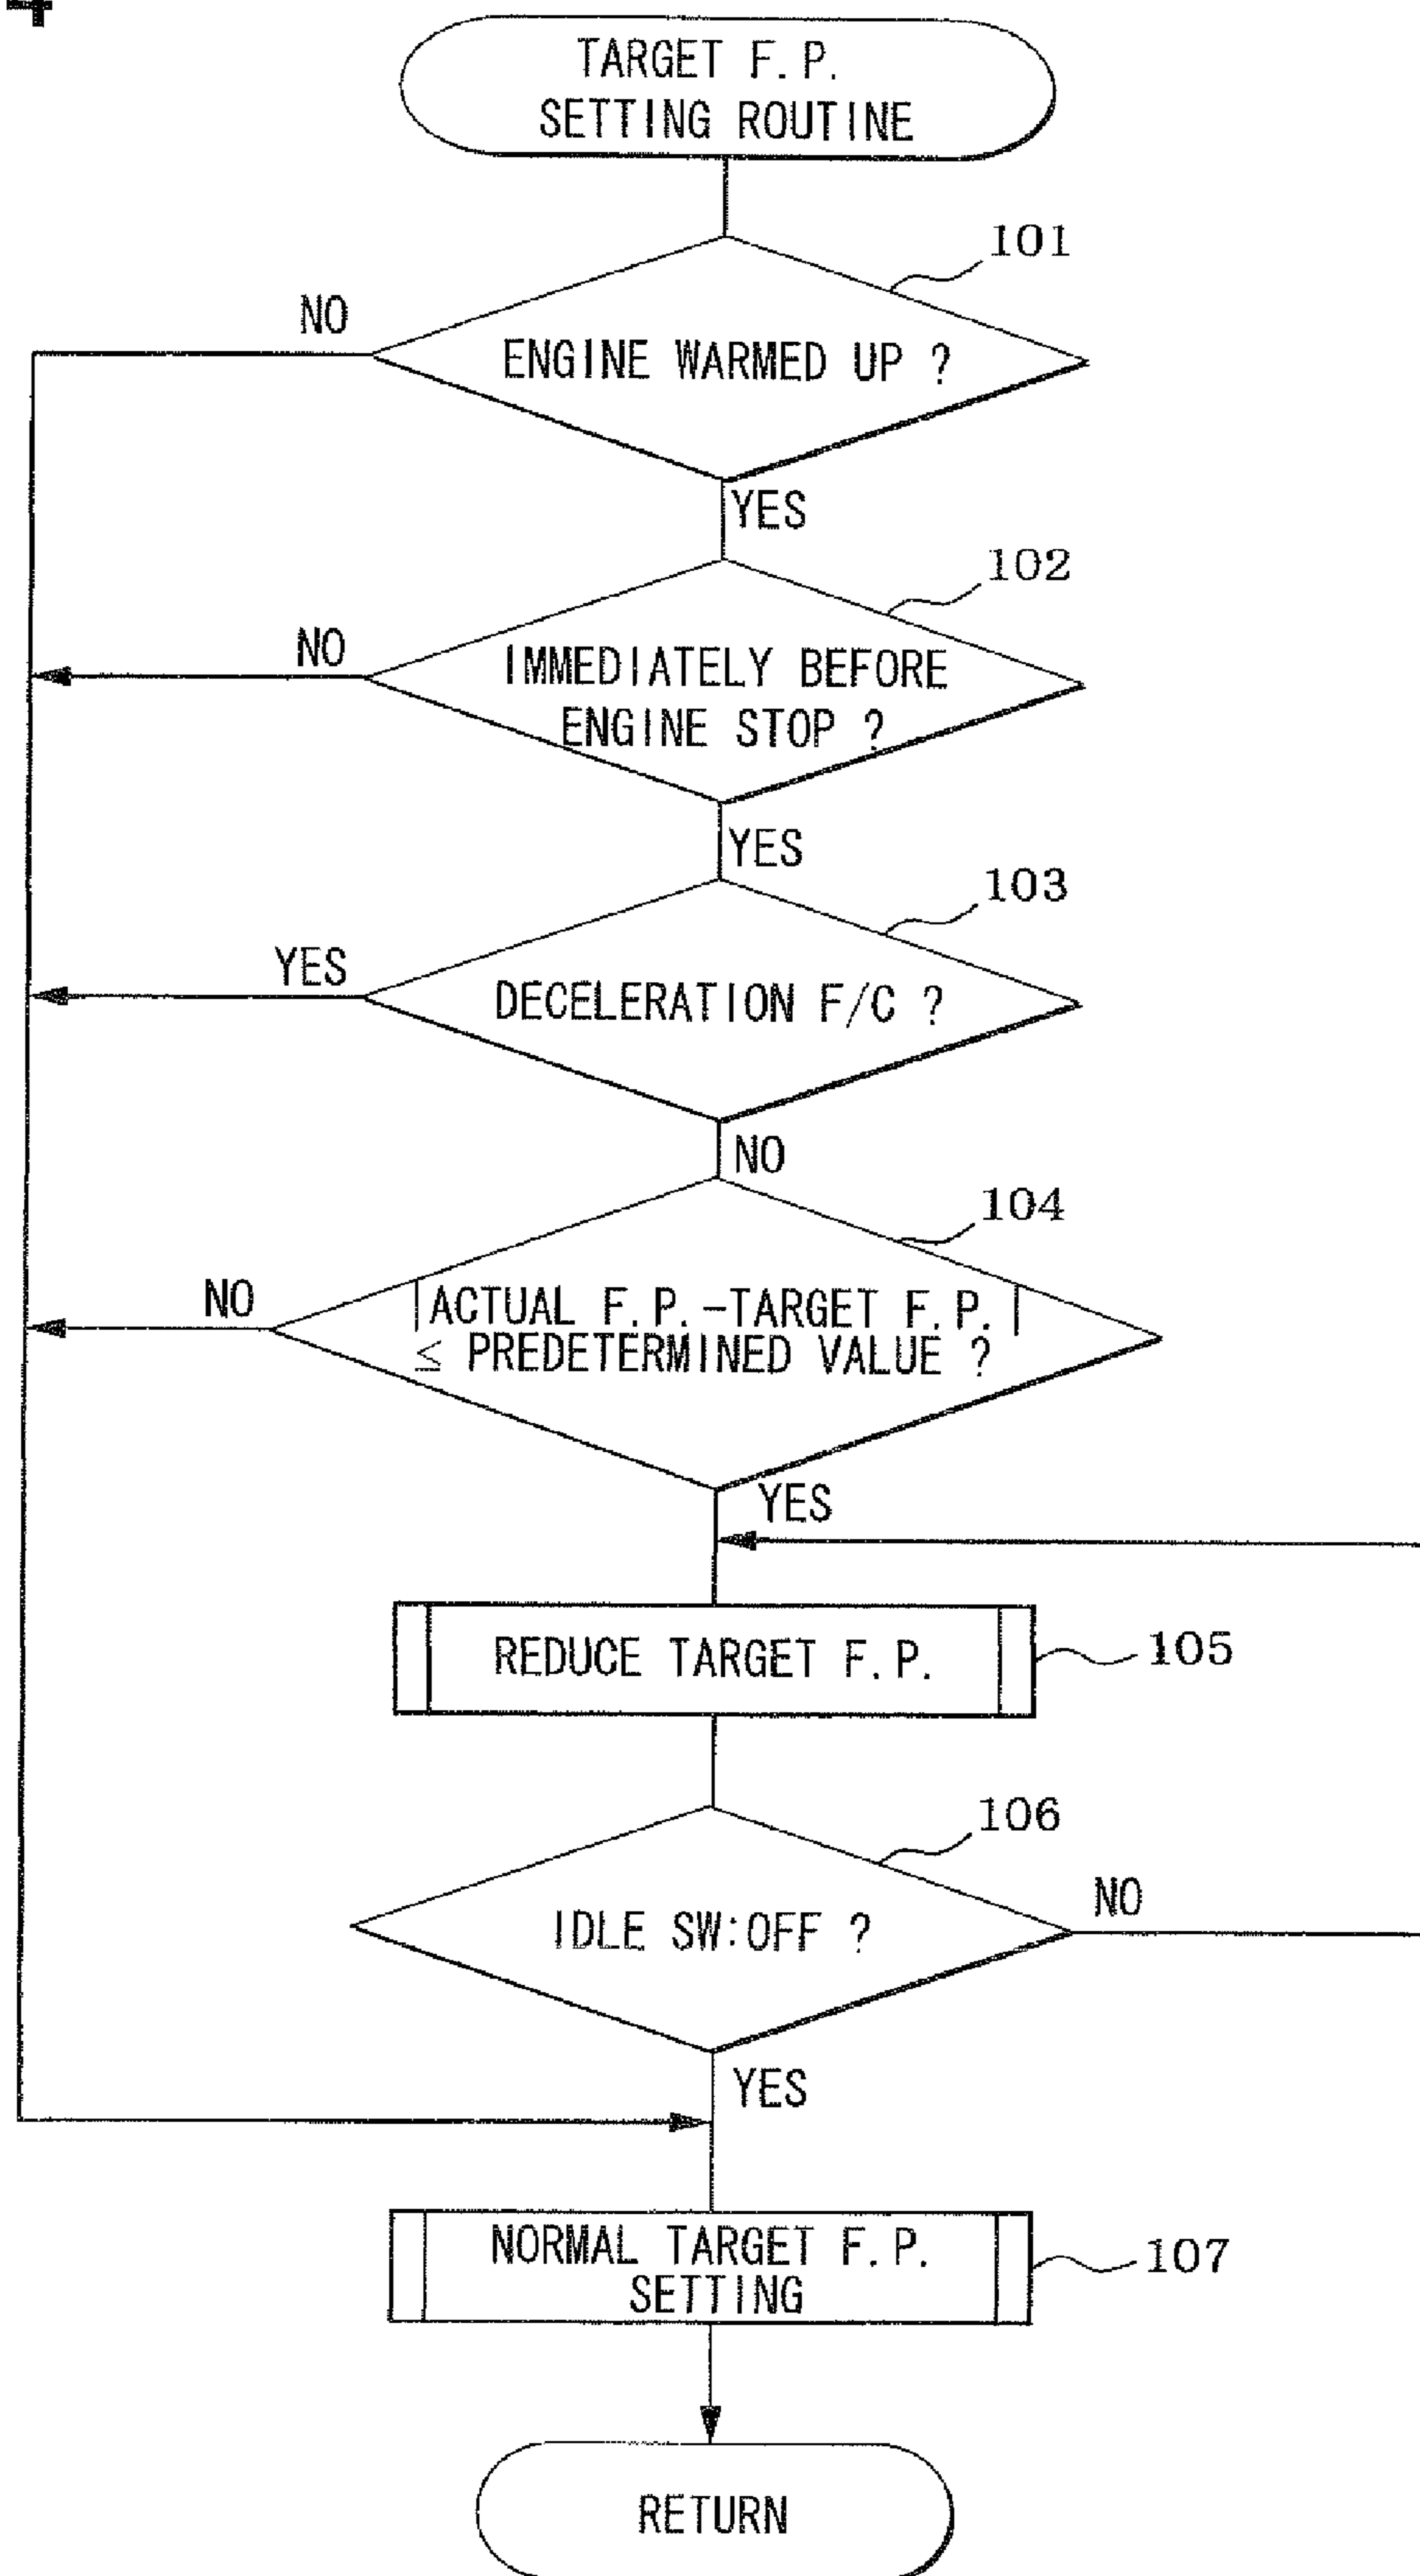 4
TARGET F.P.
SETTING ROUTINE
101
NO
ENGINE WARMED UP ?
YES
102
NO
IMMEDIATELY BEFORE
ENGINE STOP ?
YES
103
YES
DECELERATION F/C ?
NO
104
NO
|ACTUAL F.P.-TARGET F.P.|
≤ PREDETERMINED VALUE ?
YES
REDUCE TARGET F.P.
105
106
NO
IDLE SW:OFF ?
YES
NORMAL TARGET F.P.
SETTING
107
RETURN